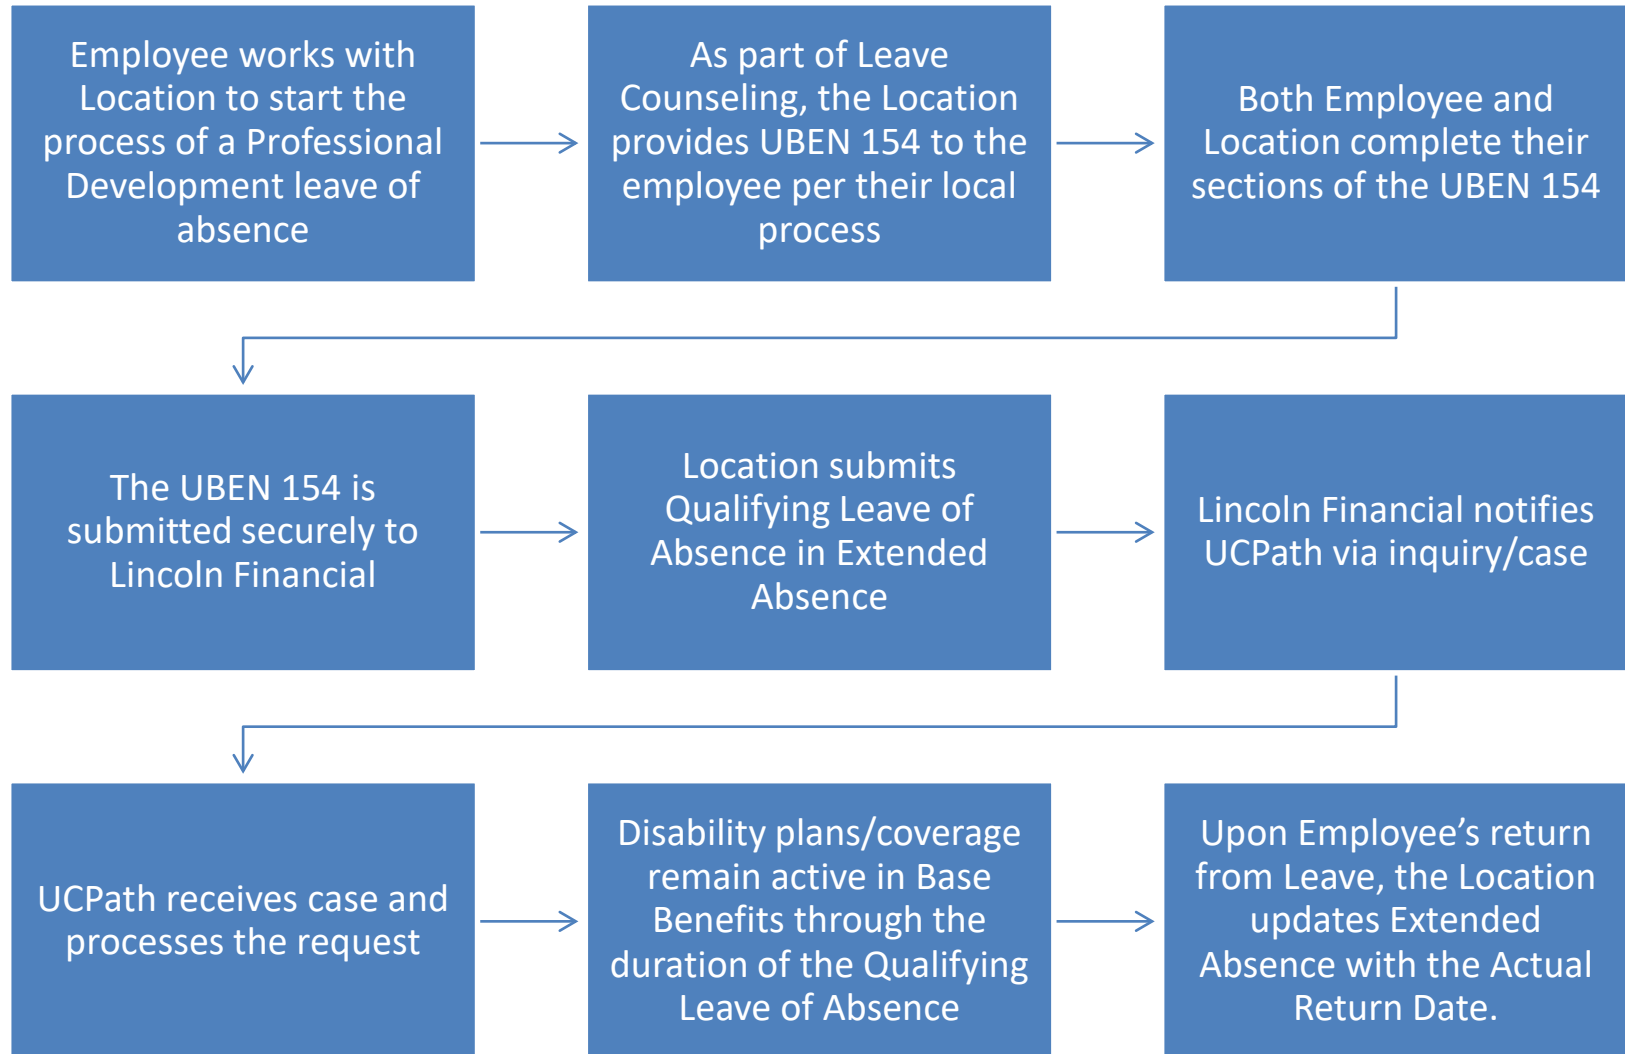 Employee works with
Location to start the
process of a Professional
Development leave of
absence
As part of Leave
Counseling, the Location
provides UBEN 154 to the
employee per their local
process
Both Employee and
Location complete their
sections of the UBEN 154
The UBEN 154 is
submitted securely to
Lincoln Financial
Location submits
Qualifying Leave of
Absence in Extended
Absence
Lincoln Financial notifies
UCPath via inquiry/case
UCPath receives case and
processes the request
Disability plans/coverage
remain active in Base
Benefits through the
duration of the Qualifying
Leave of Absence
Upon Employee’s return
from Leave, the Location
updates Extended
Absence with the Actual
Return Date.